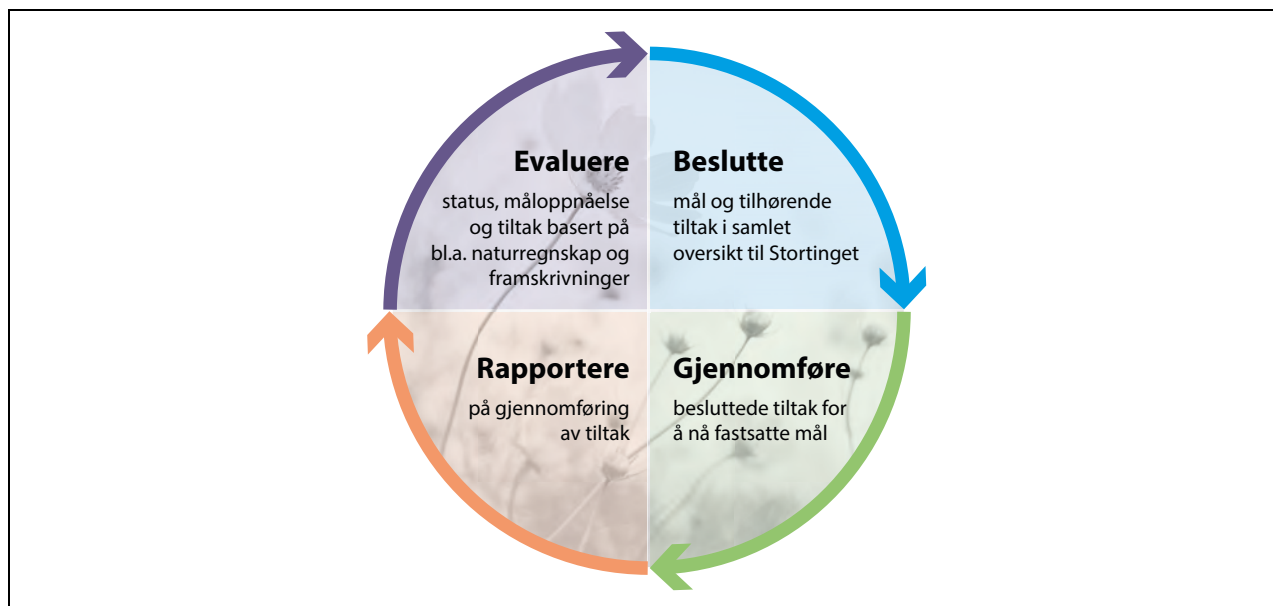 Evaluere
status, måloppnåelse
og tiltak basert på
bl.a. naturregnskap og
framskrivninger
Beslutte
mål og tilhørende
tiltak i samlet
oversikt til Stortinget
Rapportere
på gjennomføring
av tiltak
Gjennomføre
besluttede tiltak for
å nå fastsatte mål